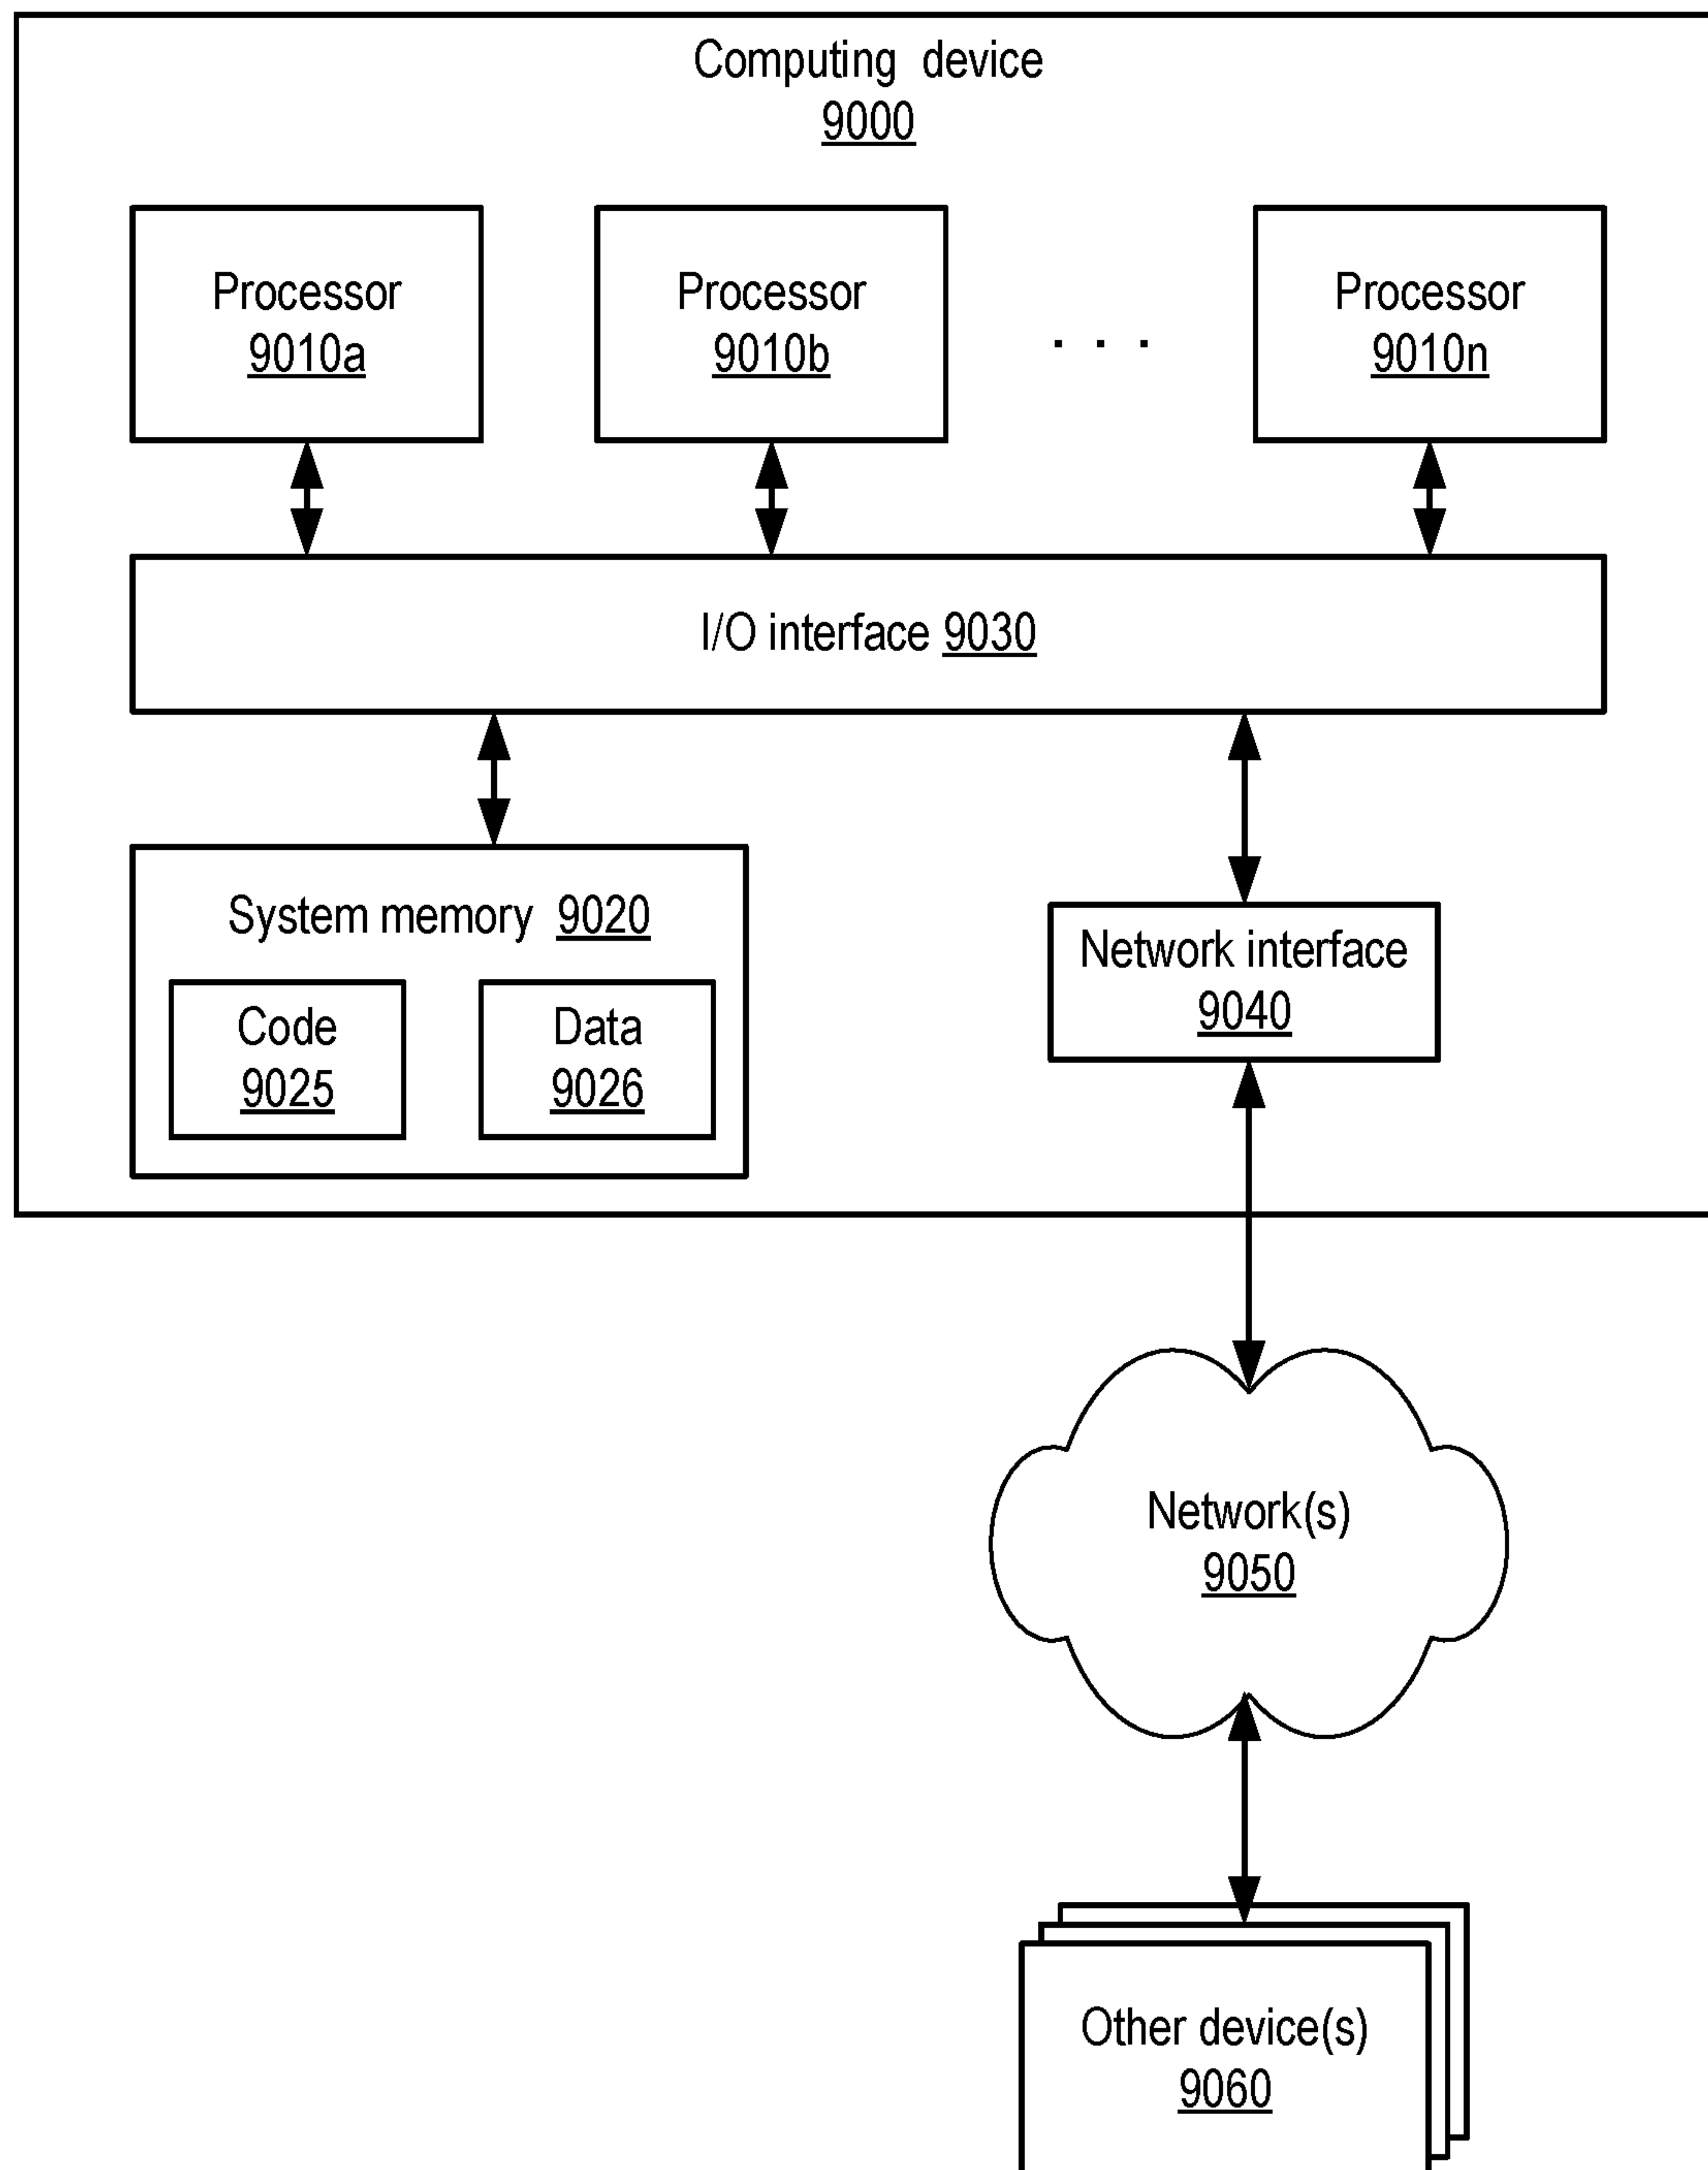 Computing device
9000
Processor
9010a
Processor
9010b
. . .
Processor
9010n
I/O interface 9030
System memory 9020
Code
9025
Data
9026
Network interface
9040
Network(s)
9050
Other device(s)
9060